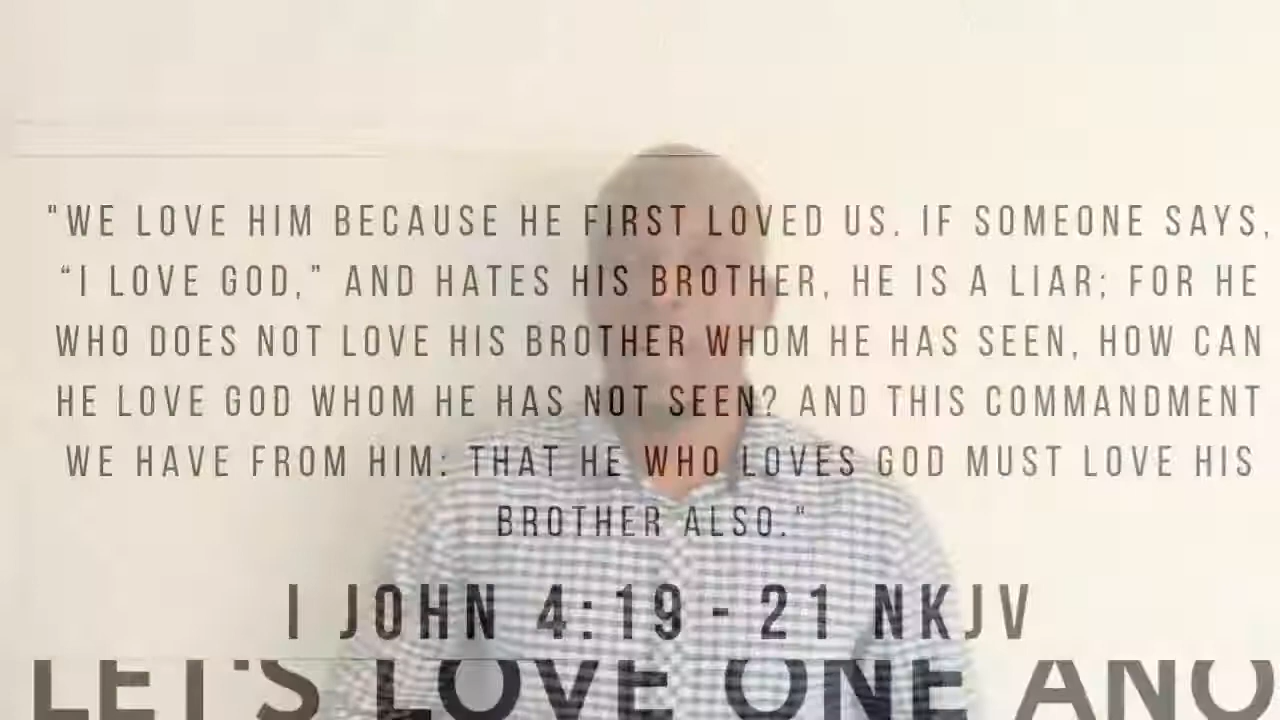 "WE LOVE HIM BECAUSE HE FIRST LOVED US. IF SOMEONE SAYS,
“I LOVE GOD,” AND HATES HIS BROTHER, HE IS A LIAR; FOR HE
WHO DOES NOT LOVE HIS BROTHER WHOM HE HAS SEEN, HOW CAN
HE LOVE GOD WHOM HE HAS NOT SEEN? AND THIS COMMANDMENT
WE HAVE FROM HIM: THAT HE WHO LOVES GOD MUST LOVE HIS
BROTHER ALSO."
I JOHN 4:19 - 21 NKJV
LET'S LOVE ONE